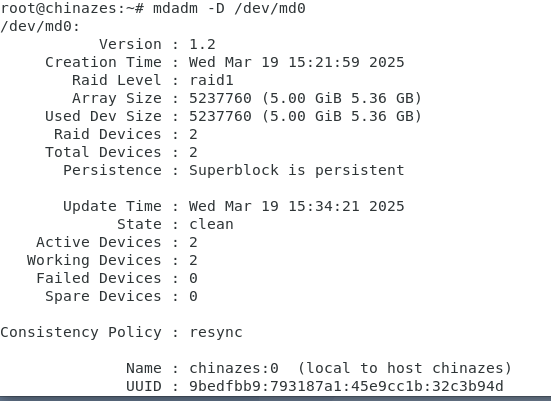 root@chinazes:~# mdadm -D /dev/md0
/dev/md0:
Version : 1.2
Creation Time : Wed Mar 19 15:21:59 2025
Raid Level : raid1
Array Size : 5237760 (5.00 GiB 5.36 GB)
Used Dev Size : 5237760 (5.00 GiB 5.36 GB)
Raid Devices : 2
Total Devices : 2
Persistence : Superblock is persistent
Update Time : Wed Mar 19 15:34:21 2025
State : clean
Active Devices : 2
Working Devices : 2
Failed Devices : 0
Spare Devices : 0
Consistency Policy : resync
Name : chinazes:0  (local to host chinazes)
UUID : 9bedfbb9:793187a1:45e9cc1b:32c3b94d